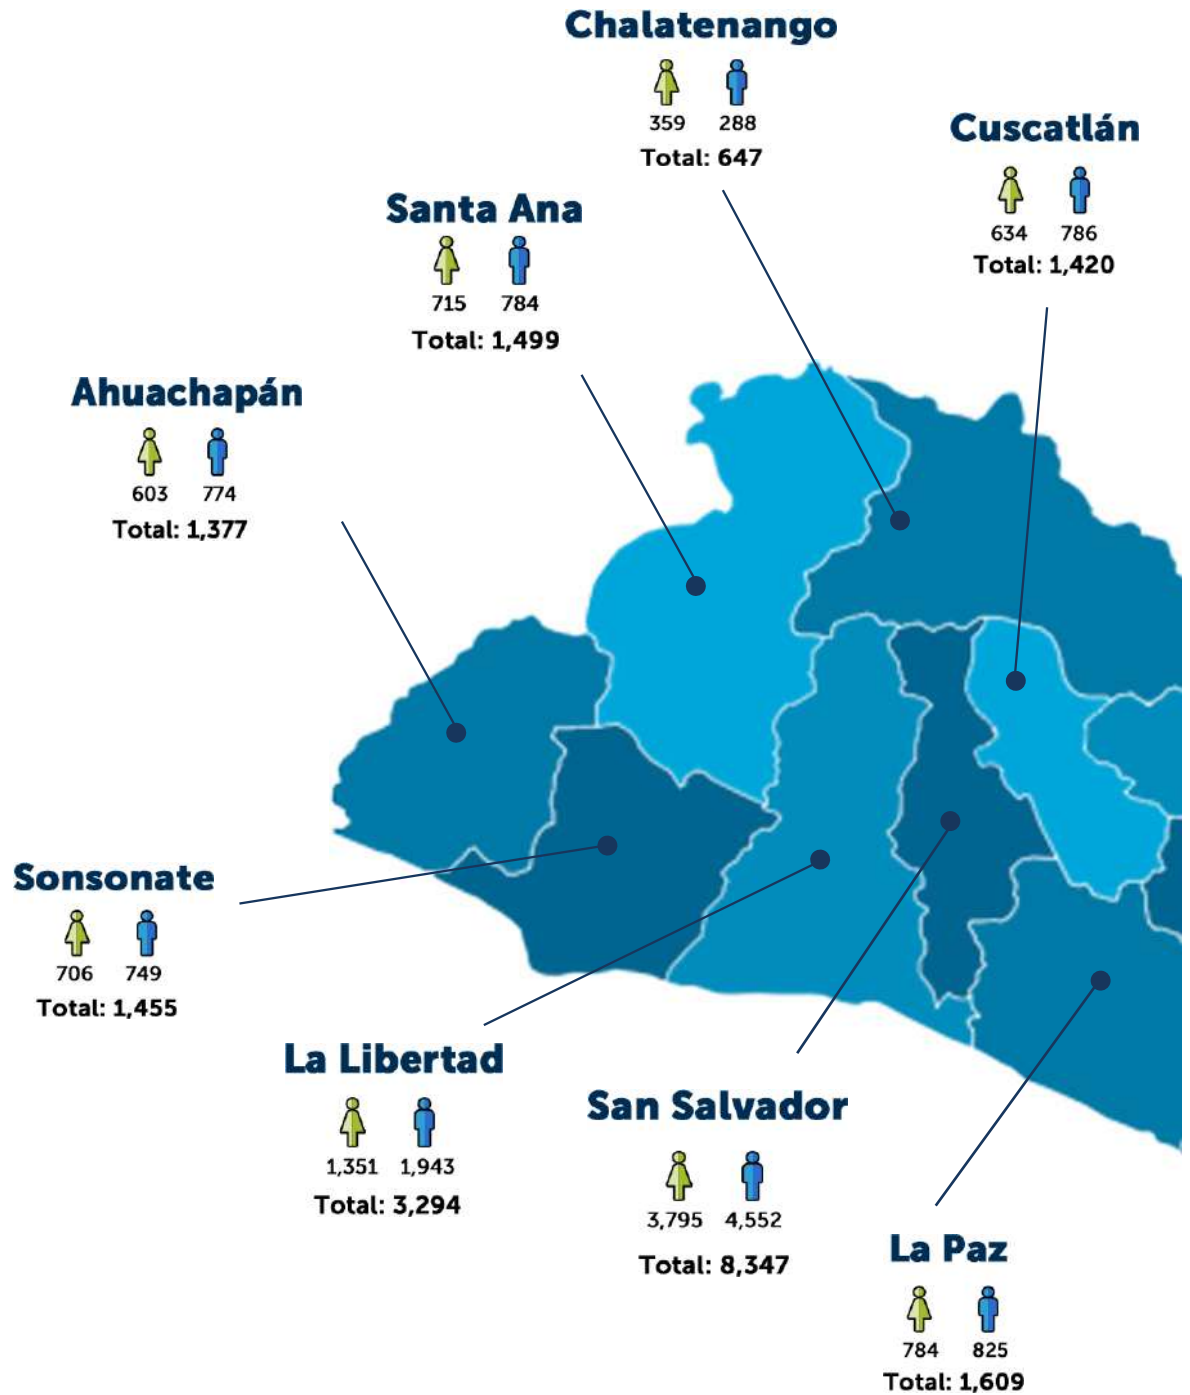 Chalatenango
359 288
Total: 647
Cuscatlán
634 786
Total: 1,420
Santa Ana
715 784
Total: 1,499
Ahuachapán
603 774
Total: 1,377
Sonsonate
706 749
Total: 1,455
La Libertad
1,351 1,943
Total: 3,294
San Salvador
3,795 4,552
Total: 8,347
La Paz
784 825
Total: 1,609